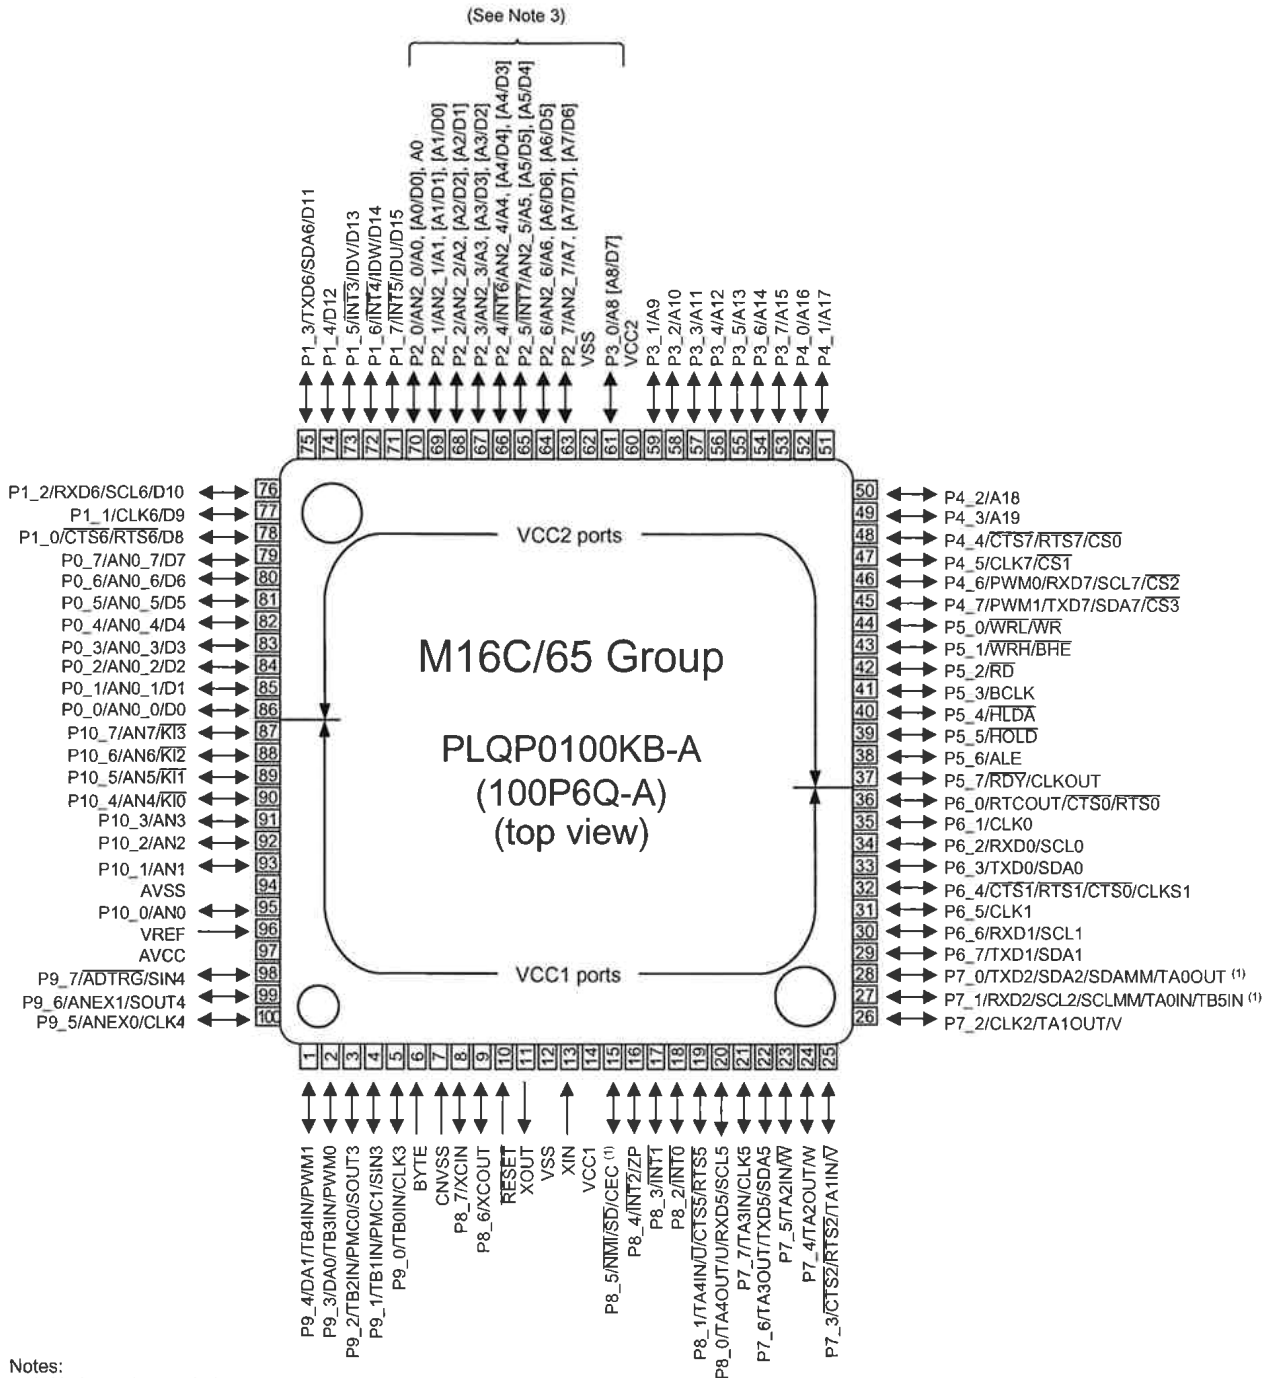 (See Note 3)
P1_3/TXD6/SDA6/D11
P1_4/D12
P1_5/INT3/IDV/D13
P1_6/INT4/IDW/D14
P1_7/INT5/IDU/D15
P2_0/AN2_0/A0, [A0/D0], A0
P2_1/AN2_1/A1, [A1/D1], [A1/D0]
P2_2/AN2_2/A2, [A2/D2], [A2/D1]
P2_3/AN2_3/A3, [A3/D3], [A3/D2]
P2_4/INT6/AN2_4/A4, [A4/D4], [A4/D3]
P2_5/INT7/AN2_5/A5, [A5/D5], [A5/D4]
P2_6/AN2_6/A6, [A6/D6], [A6/D5]
P2_7/AN2_7/A7, [A7/D7], [A7/D6]
VSS
P3_0/A8 [A8/D7]
VCC2
P3_1/A9
P3_2/A10
P3_3/A11
P3_4/A12
P3_5/A13
P3_6/A14
P3_7/A15
P4_0/A16
P4_1/A17
75 74 73 72 71 70 69 68 67 66 65 64 63 62 61 60 59 58 57 56 55 54 53 52 51
P1_2/RXD6/SCL6/D10 76
P1_1/CLK6/D9 77
P1_0/CTS6/RTS6/D8 78
P0_7/AN0_7/D7 79
P0_6/AN0_6/D6 80
P0_5/AN0_5/D5 81
P0_4/AN0_4/D4 82
P0_3/AN0_3/D3 83
P0_2/AN0_2/D2 84
P0_1/AN0_1/D1 85
P0_0/AN0_0/D0 86
P10_7/AN7/KI3 87
P10_6/AN6/KI2 88
P10_5/AN5/KI1 89
P10_4/AN4/KI0 90
P10_3/AN3 91
P10_2/AN2 92
P10_1/AN1 93
AVSS 94
P10_0/AN0 95
VREF 96
AVCC 97
P9_7/ADTRG/SIN4 98
P9_6/ANEX1/SOUT4 99
P9_5/ANEX0/CLK4 100
VCC2 ports
M16C/65 Group
PLQP0100KB-A
(100P6Q-A)
(top view)
VCC1 ports
50 P4_2/A18
49 P4_3/A19
48 P4_4/CTS7/RTS7/CS0
47 P4_5/CLK7/CS1
46 P4_6/PWM0/RXD7/SCL7/CS2
45 P4_7/PWM1/TXD7/SDA7/CS3
44 P5_0/WRL/WR
43 P5_1/WRH/BHE
42 P5_2/RD
41 P5_3/BCLK
40 P5_4/HLDA
39 P5_5/HOLD
38 P5_6/ALE
37 P5_7/RDY/CLKOUT
36 P6_0/RTCOUT/CTS0/RTS0
35 P6_1/CLK0
34 P6_2/RXD0/SCL0
33 P6_3/TXD0/SDA0
32 P6_4/CTS1/RTS1/CTS0/CLKS1
31 P6_5/CLK1
30 P6_6/RXD1/SCL1
29 P6_7/TXD1/SDA1
28 P7_0/TXD2/SDA2/SDAMM/TA0OUT (1)
27 P7_1/RXD2/SCL2/SCLMM/TA0IN/TB5IN (1)
26 P7_2/CLK2/TA1OUT/V
1 2 3 4 5 6 7 8 9 10 11 12 13 14 15 16 17 18 19 20 21 22 23 24 25
P9_4/DA1/TB4IN/PWM1
P9_3/DA0/TB3IN/PWM0
P9_2/TB2IN/PMC0/SOUT3
P9_1/TB1IN/PMC1/SIN3
P9_0/TB0IN/CLK3
BYTE
CNVSS
P8_7/XCIN
P8_6/XCOUT
RESET
XOUT
VSS
XIN
VCC1
P8_5/NMI/SD/CEC (1)
P8_4/INT2/ZP
P8_3/INT1
P8_2/INT0
P8_1/TA4IN/U/CTS5/RTS5
P8_0/TA4OUT/U/RXD5/SCL5
P7_7/TA3IN/CLK5
P7_6/TA3OUT/TXD5/SDA5
P7_5/TA2IN/W
P7_4/TA2OUT/W
P7_3/CTS2/RTS2/TA1IN/V
Notes: